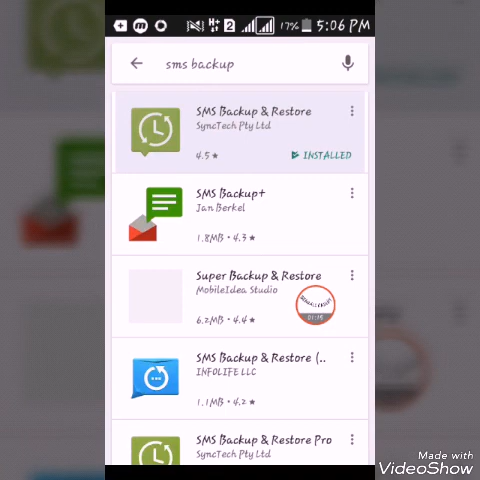 2 17% 5:06 PM
sms backup
SMS Backup & Restore
SyncTech Pty Ltd
4.5★ INSTALLED
SMS Backup+
Jan Berkel
1.8MB • 4.3★
Super Backup & Restore
MobileIdea Studio
6.2MB • 4.4★
01:15
SMS Backup & Restore (..
INFOLIFE LLC
1.1MB • 4.2★
SMS Backup & Restore Pro
SyncTech Pty Ltd
Made with
VideoShow